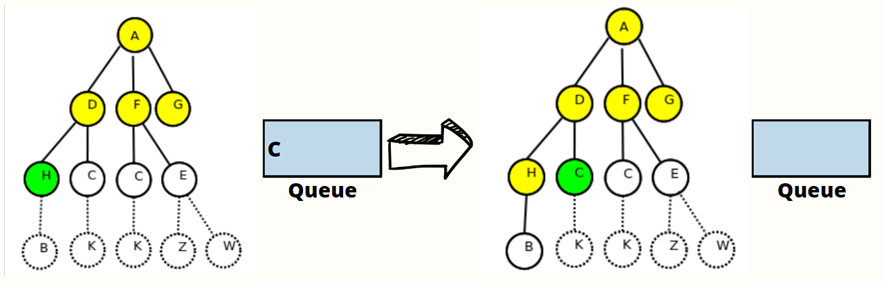 A
D F G
H C C E
B K K Z W
C
Queue
A
D F G
H C C E
B K K Z W
Queue